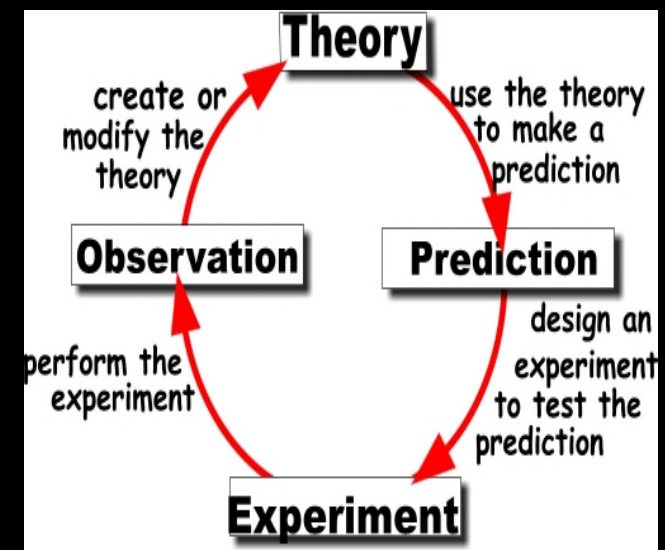 Theory
use the theory
to make a
prediction
Prediction
design an
experiment
to test the
prediction
Experiment
perform the
experiment
Observation
create or
modify the
theory